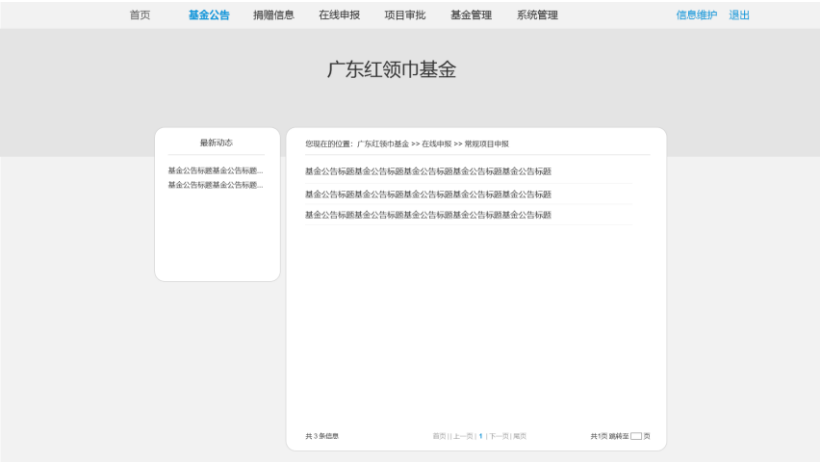 首页 基金公告 捐赠信息 在线申报 项目审批 基金管理 系统管理 信息维护 退出
广东红领巾基金
最新动态
基金公告标题基金公告标题...
基金公告标题基金公告标题...
您现在的位置：广东红领巾基金 >> 在线申报 >> 常规项目申报
基金公告标题基金公告标题基金公告标题基金公告标题基金公告标题
基金公告标题基金公告标题基金公告标题基金公告标题基金公告标题
基金公告标题基金公告标题基金公告标题基金公告标题基金公告标题
共 3 条信息 首页 || 上一页 | 1 | 下一页 | 尾页 共1页 跳转至 页